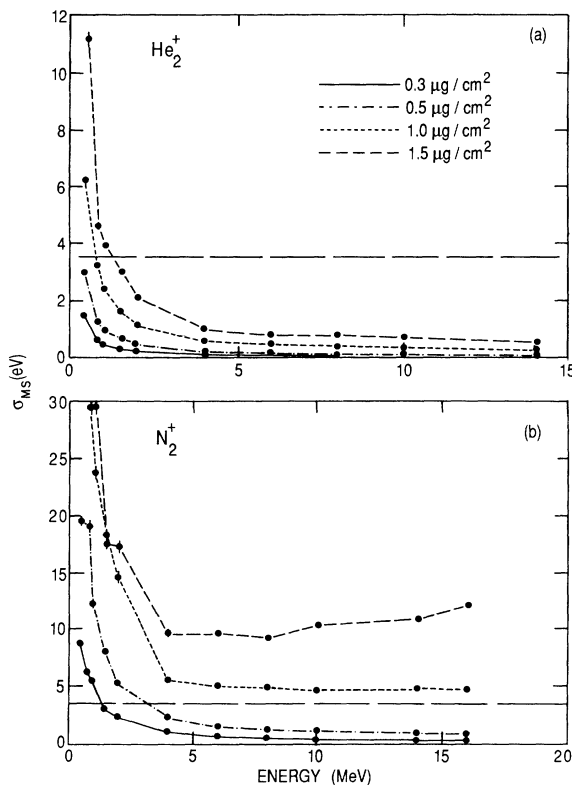 12
10
8
6
4
2
0
He₂⁺
(a)
0.3 µg / cm²
0.5 µg / cm²
1.0 µg / cm²
1.5 µg / cm²
0 5 10 15
σMS(eV)
30
25
20
15
10
5
0
N₂⁺
(b)
0 5 10 15 20
ENERGY (MeV)